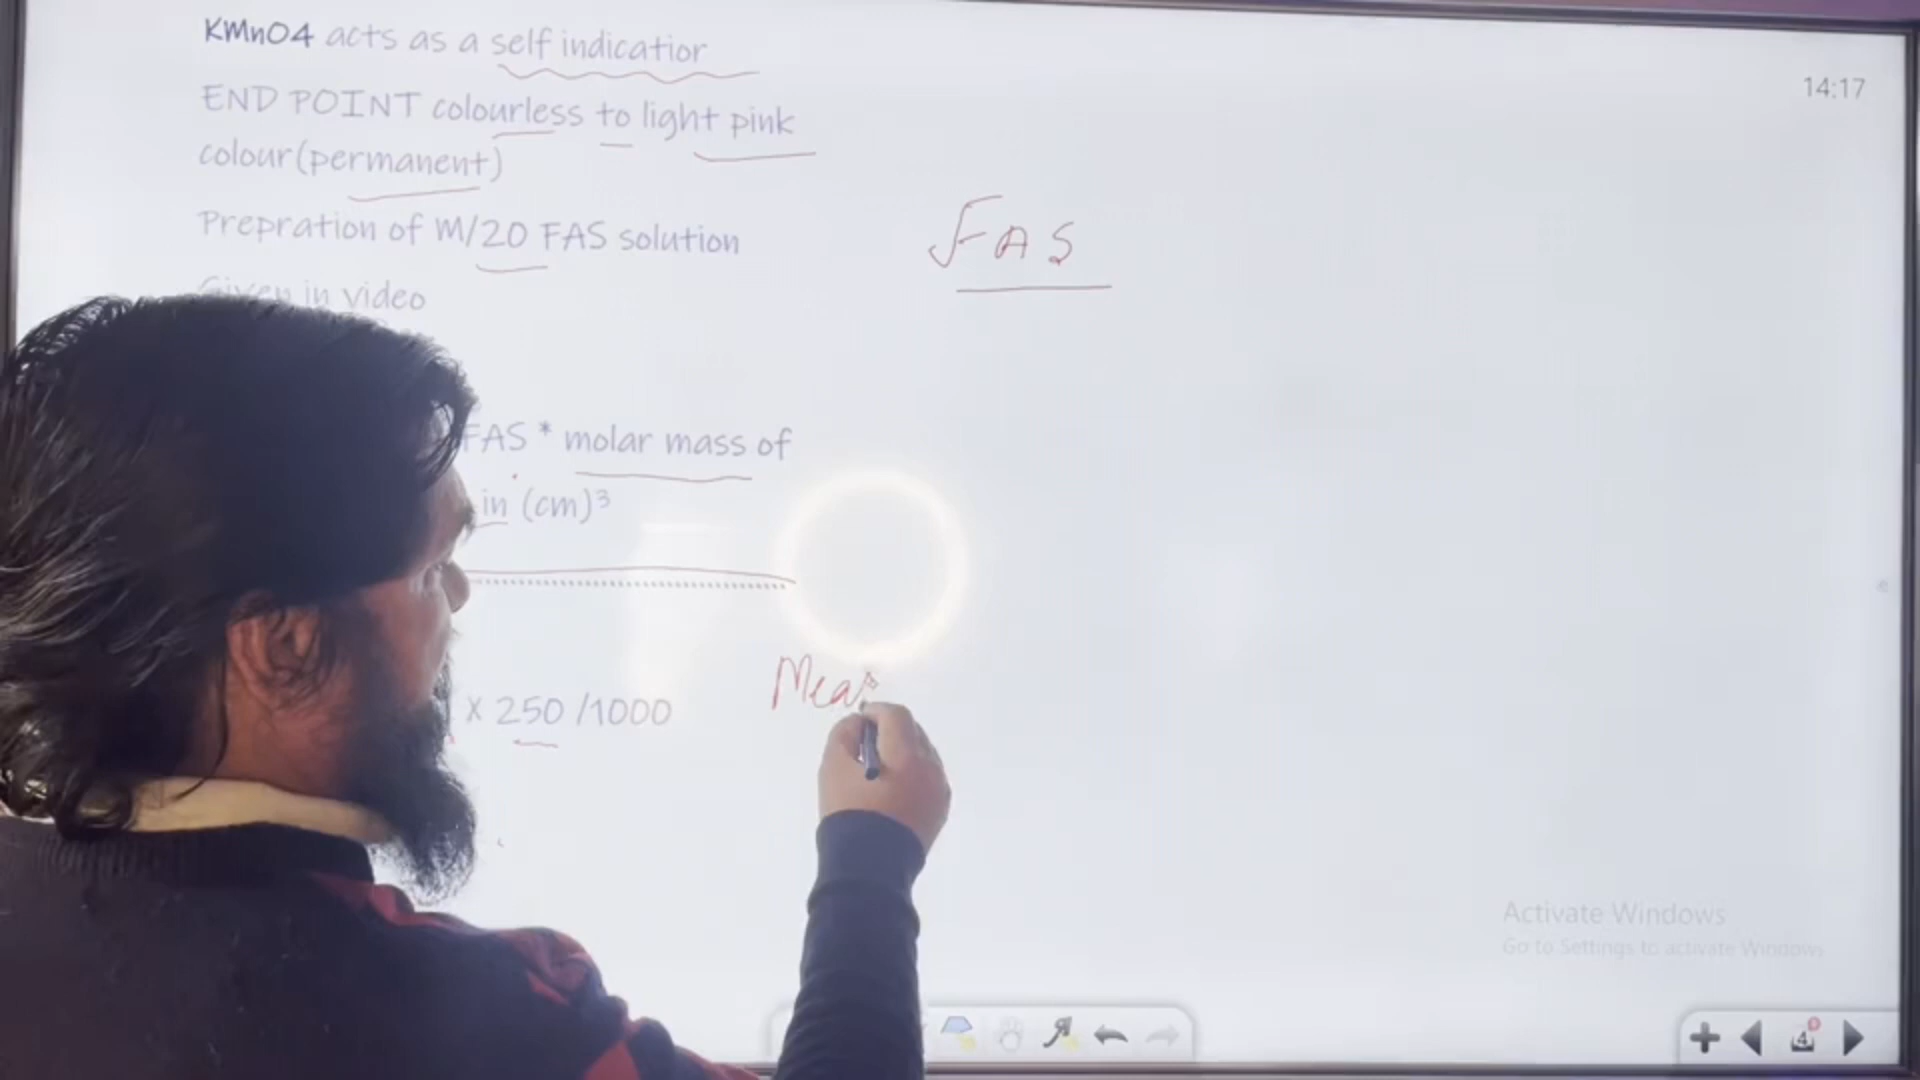 KMnO4 acts as a self indicatior
14:17
END POINT colourless to light pink
colour(permanent)
Prepration of M/20 FAS solution
FAS
Given in video
FAS * molar mass of
in (cm)³
Mea
X 250 /1000
Activate Windows
Go to Settings to activate Windows
4